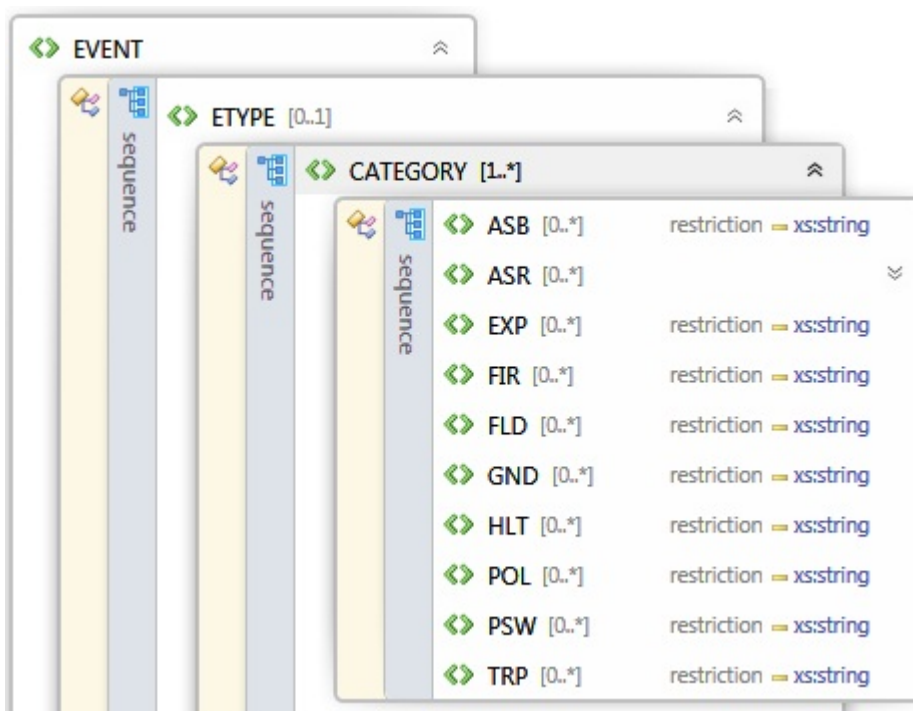 EVENT
sequence
ETYPE [0..1]
sequence
CATEGORY [1..*]
sequence
ASB [0..*] restriction xs:string
ASR [0..*]
EXP [0..*] restriction xs:string
FIR [0..*] restriction xs:string
FLD [0..*] restriction xs:string
GND [0..*] restriction xs:string
HLT [0..*] restriction xs:string
POL [0..*] restriction xs:string
PSW [0..*] restriction xs:string
TRP [0..*] restriction xs:string